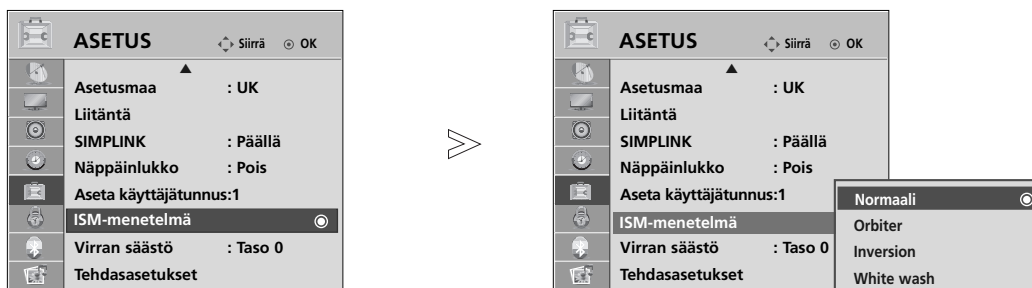 ASETUS Siirrä OK
Asetusmaa : UK
Liitäntä
SIMPLINK : Päällä
Näppäinlukko : Pois
Aseta käyttäjätunnus:1
ISM-menetelmä
Virran säästö : Taso 0
Tehdasasetukset
ASETUS Siirrä OK
Asetusmaa : UK
Liitäntä
SIMPLINK : Päällä
Näppäinlukko : Pois
Aseta käyttäjätunnus:1
ISM-menetelmä
Virran säästö : Taso 0
Tehdasasetukset
Normaali
Orbiter
Inversion
White wash